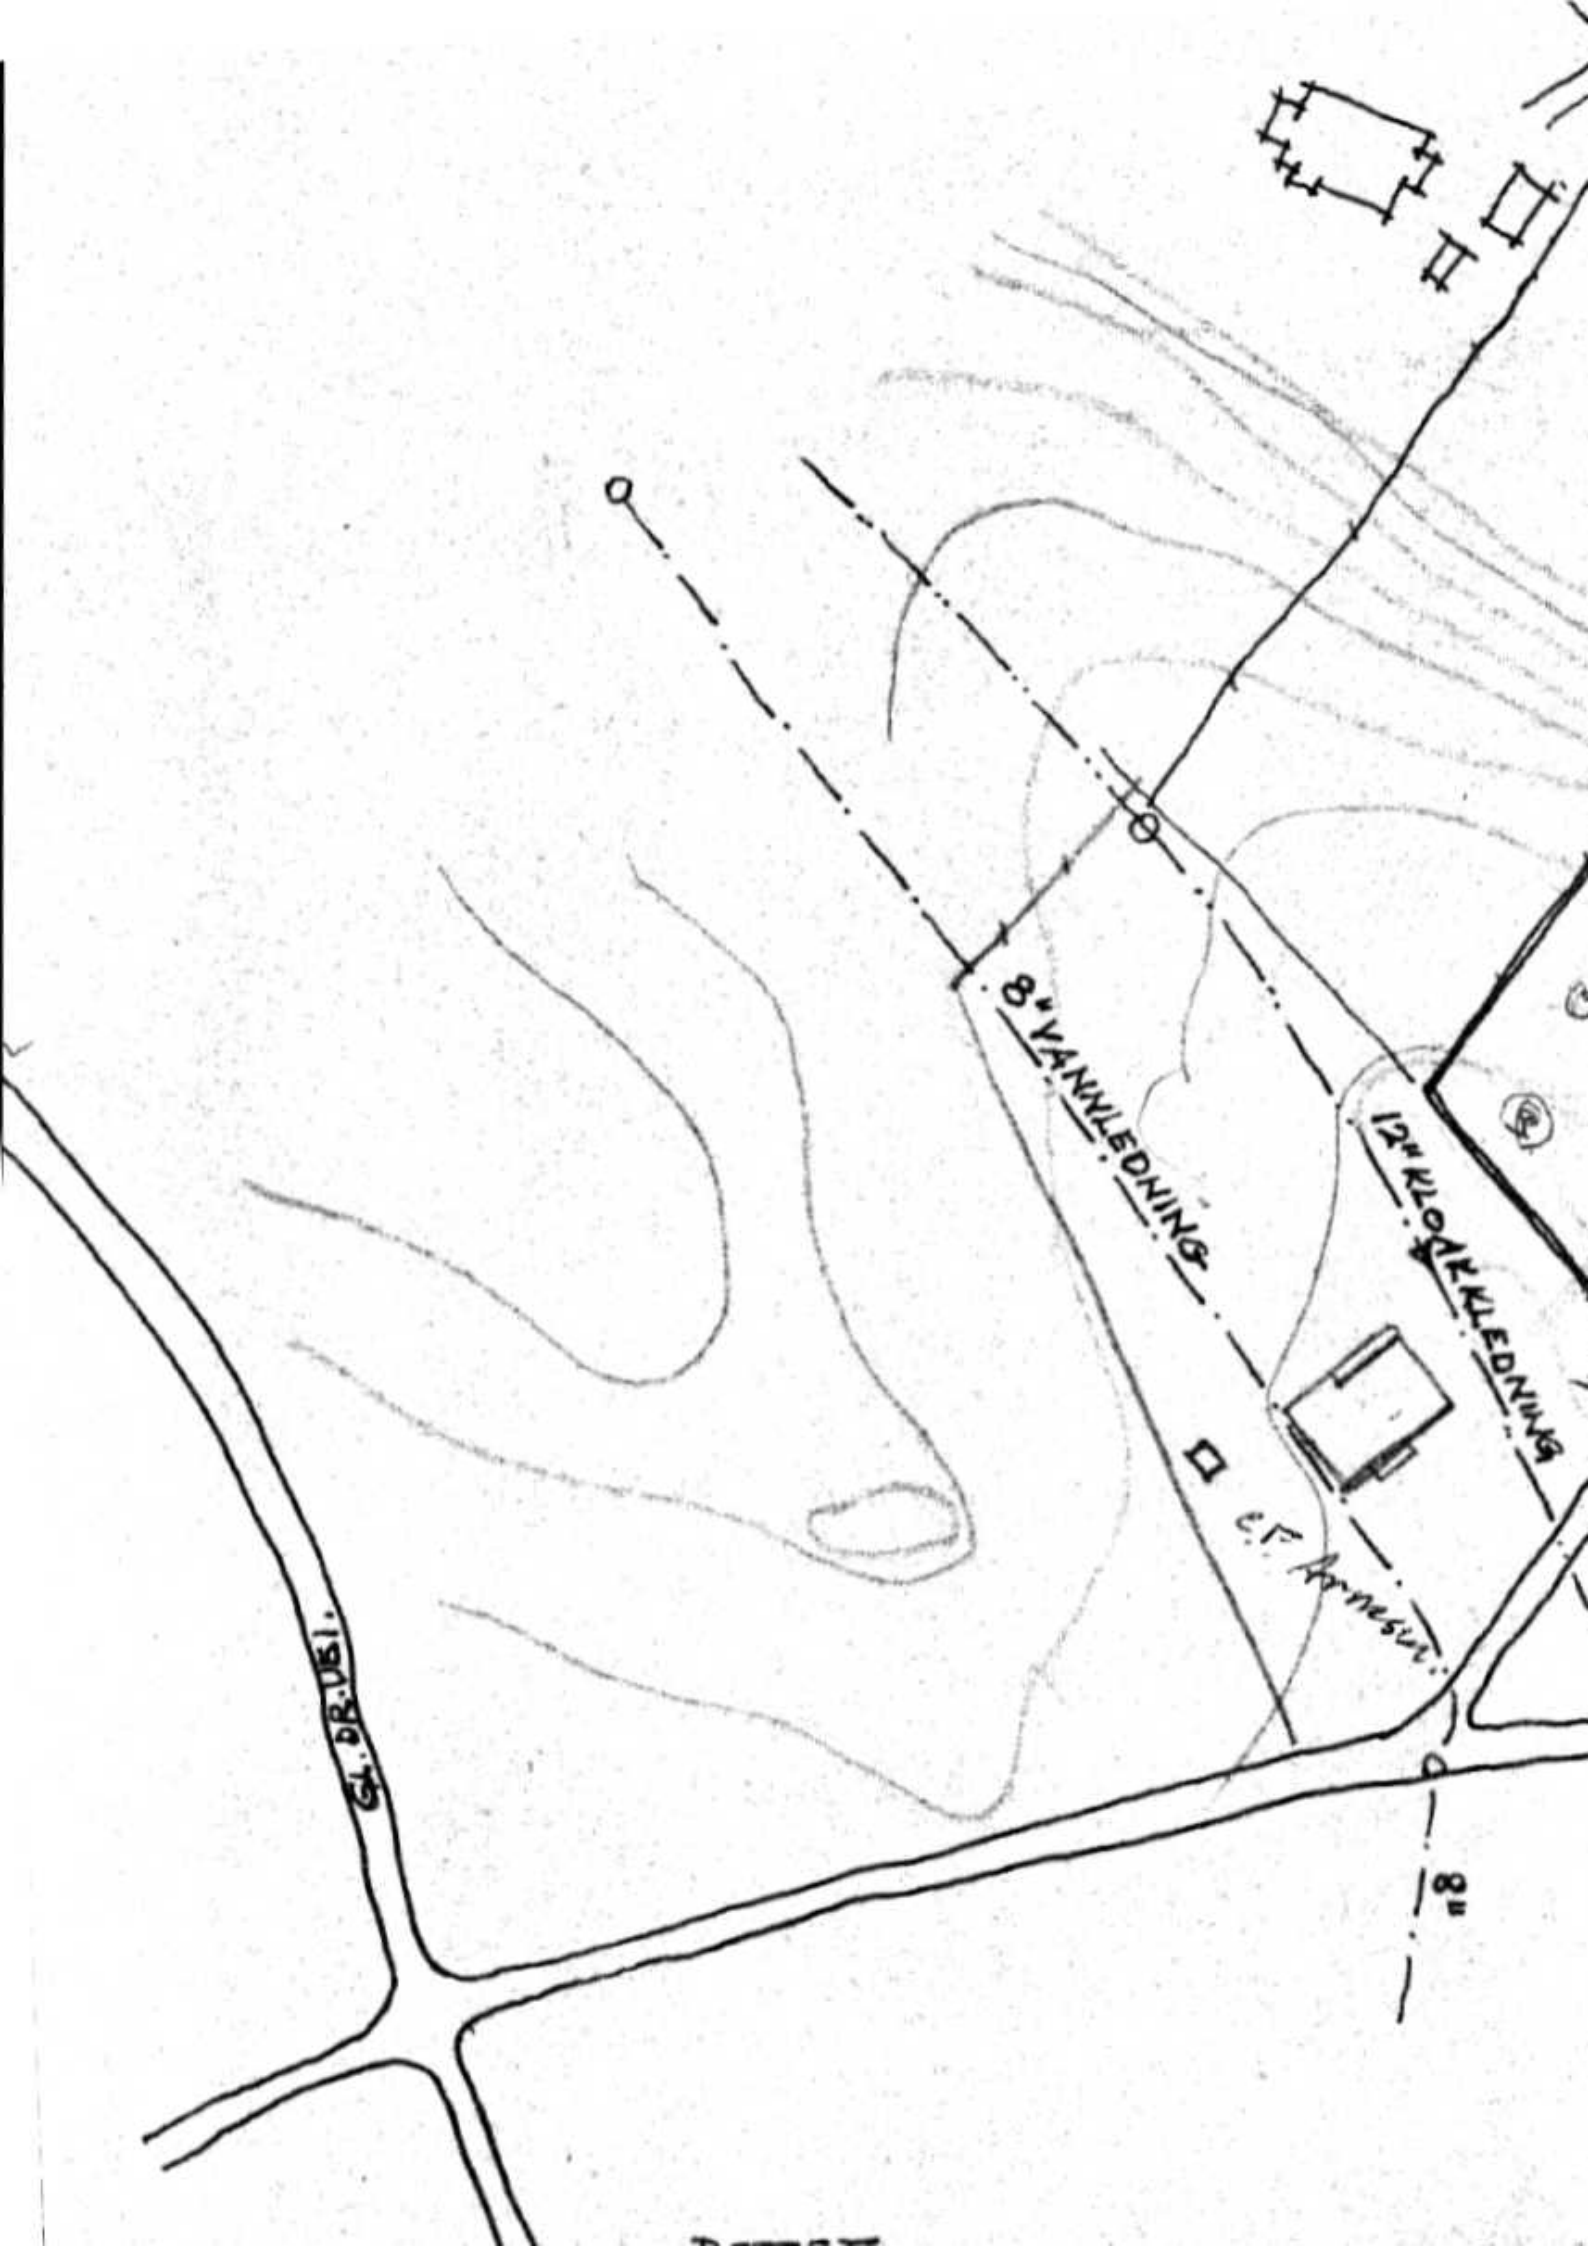 8" VANNLEDNING
12" KLOAKKLEDNING
GL. DR. VEI.
8"